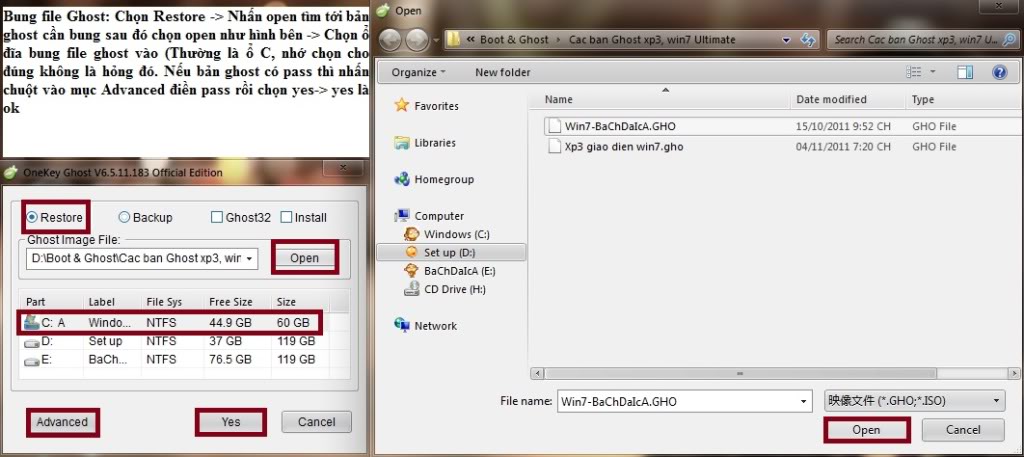 Bung file Ghost: Chọn Restore -> Nhấn open tìm tới bản
ghost cần bung sau đó chọn open như hình bên -> Chọn ổ
đĩa bung file ghost vào (Thường là ổ C, nhớ chọn cho
đúng không là hỏng đó. Nếu bản ghost có pass thì nhấn
chuột vào mục Advanced điền pass rồi chọn yes-> yes là
ok
OneKey Ghost V6.5.11.183 Official Edition
Restore Backup Ghost32 Install
Ghost Image File:
D:\Boot & Ghost\Cac ban Ghost xp3, wir Open
Part Label File Sys Free Size Size
C: A Windo... NTFS 44.9 GB 60 GB
D: Set up NTFS 37 GB 119 GB
E: BaCh... NTFS 76.5 GB 119 GB
Advanced Yes Cancel
Open
« Boot & Ghost Cac ban Ghost xp3, win7 Ultimate Search Cac ban Ghost xp3, win7 U...
Organize New folder
Name Date modified Type
Favorites
Libraries
Homegroup
Computer
Windows (C:)
Set up (D:)
BaChDaIcA (E:)
CD Drive (H:)
Network
Win7-BaChDaIcA.GHO 15/10/2011 9:52 CH GHO File
Xp3 giao dien win7.gho 04/11/2011 7:20 CH GHO File
File name: Win7-BaChDaIcA.GHO 映像文件 (*.GHO;*.ISO)
Open Cancel